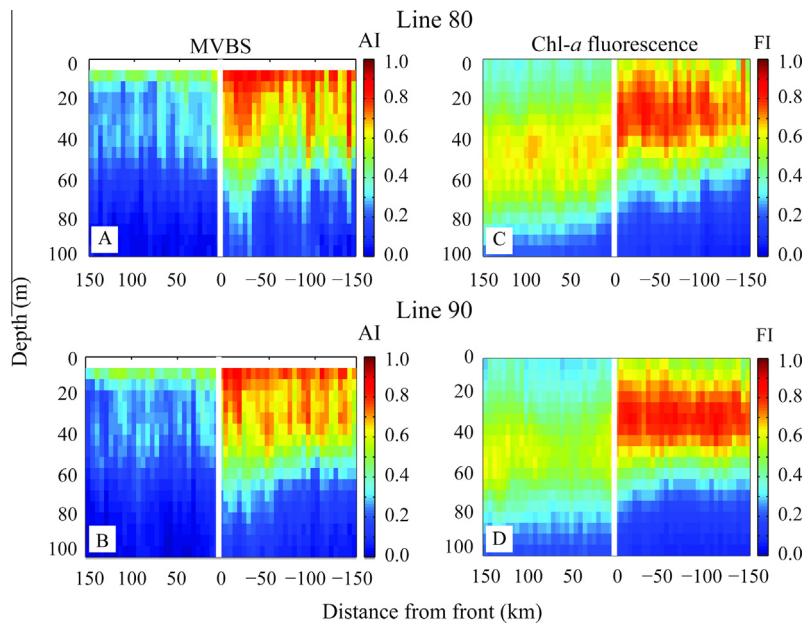 Line 80
MVBS
AI
Chl-a fluorescence
FI
0
20
40
60
80
100
A
150 100 50 0 −50 −100 −150
1.0
0.8
0.6
0.4
0.2
0.0
0
20
40
60
80
100
C
150 100 50 0 −50 −100 −150
1.0
0.8
0.6
0.4
0.2
0.0
Depth (m)
Line 90
AI
FI
0
20
40
60
80
100
B
150 100 50 0 −50 −100 −150
1.0
0.8
0.6
0.4
0.2
0.0
0
20
40
60
80
100
D
150 100 50 0 −50 −100 −150
1.0
0.8
0.6
0.4
0.2
0.0
Distance from front (km)